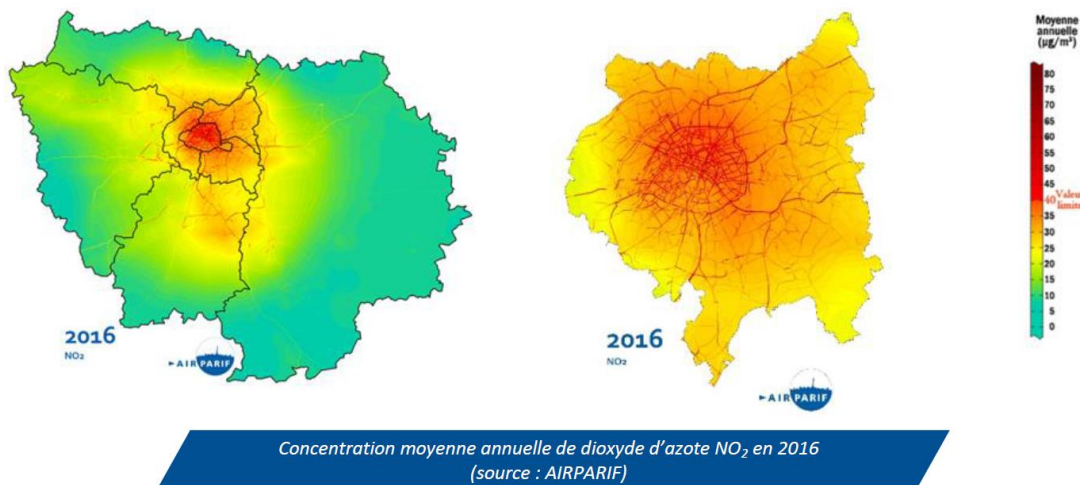 2016
NO₂
AIRPARIF
2016
NO₂
AIRPARIF
Moyenne
annuelle
(µg/m³)
80
75
70
65
60
55
50
45
40 Valeur
limite
35
30
25
20
15
10
5
0
Concentration moyenne annuelle de dioxyde d'azote NO₂ en 2016
(source : AIRPARIF)